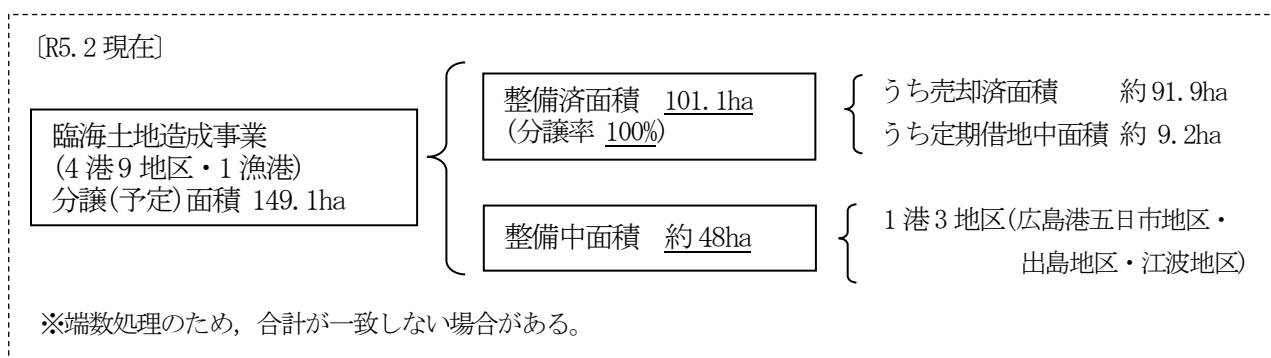 〔R5.2 現在〕
臨海土地造成事業
(4 港 9 地区・1 漁港)
分譲(予定)面積 149.1ha
整備済面積 101.1ha
(分譲率 100%)
うち売却済面積 約 91.9ha
うち定期借地中面積 約 9.2ha
整備中面積 約 48ha
1 港 3 地区(広島港五日市地区・
出島地区・江波地区)
※端数処理のため，合計が一致しない場合がある。